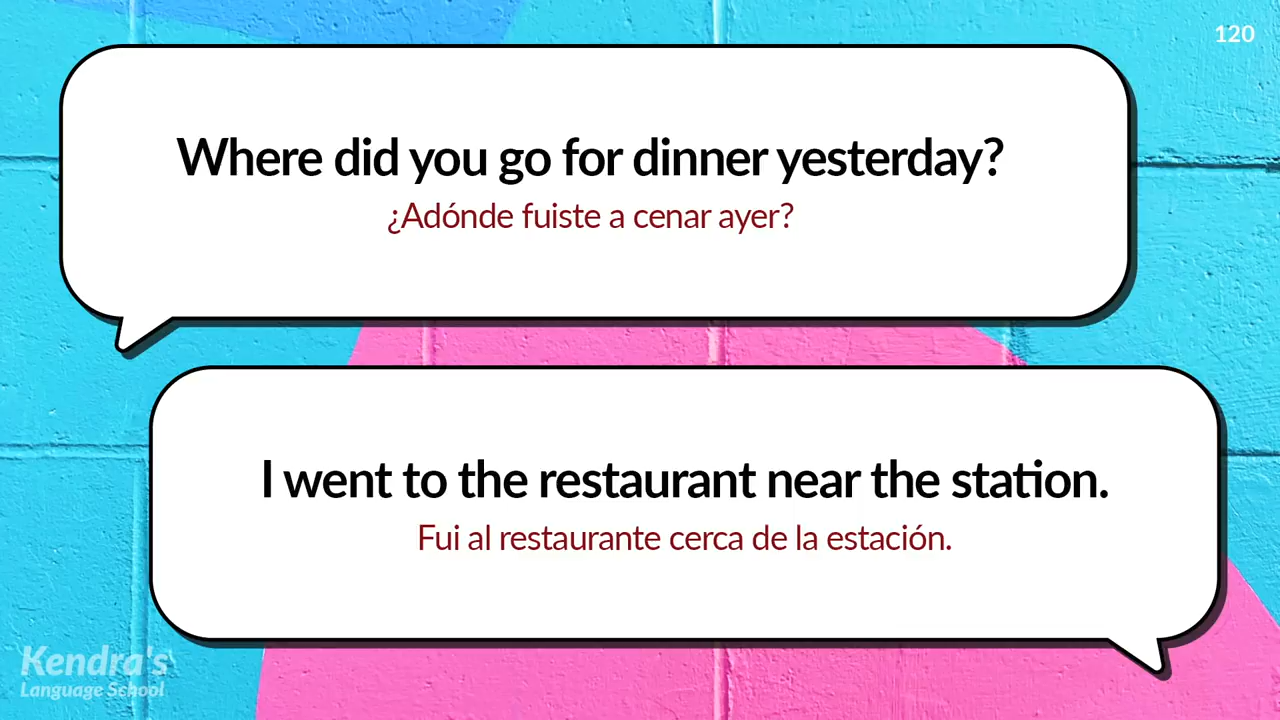 120
Where did you go for dinner yesterday?
¿Adónde fuiste a cenar ayer?
I went to the restaurant near the station.
Fui al restaurante cerca de la estación.
Kendra's
Language School